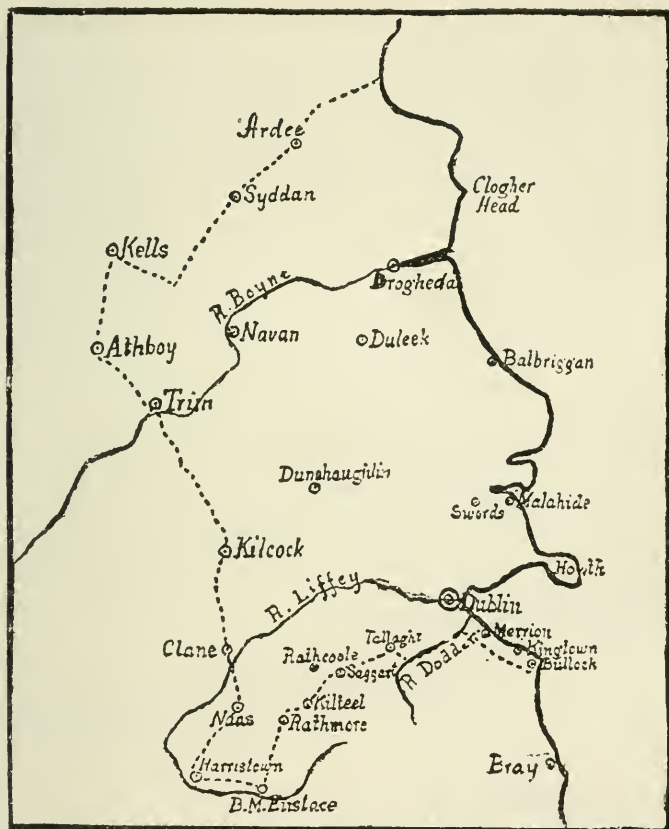 Ardee
Syddan
Clogher
Head
Kells
R. Boyne
Drogheda
Navan
Duleek
Athboy
Balbriggan
Trim
Dunshaughlin
Malahide
Swords
Kilcock
Howth
R. Liffey
Dublin
Clane
Tallaght
Merrion
Rathcoole
R Dodder
Kingtown
Saggart
Bullock
Kilteel
Naas
Rathmore
Harristown
Bray
B.M. Eustace